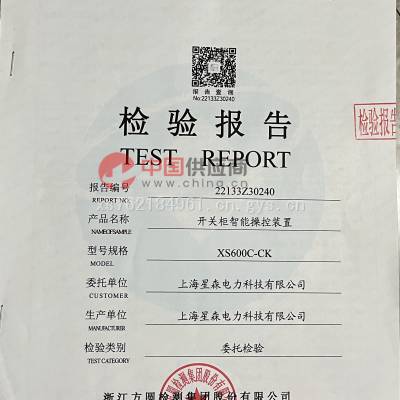 报告查询
No:22133Z30240
检验报告
TEST REPORT
检验报告
中国供应商
www.china.cn
报告编号 22133Z30240
REPORT NO.
产品名称 开关柜智能操控装置
NAMEOFSAMPLE
型号规格 XS600C-CK
MODEL
委托单位 上海星森电力科技有限公司
CUSTOMER
生产单位 上海星森电力科技有限公司
MANUFACTURER
检验类别 委托检验
TEST CATEGORY
浙江方圆检测集团股份有限公司